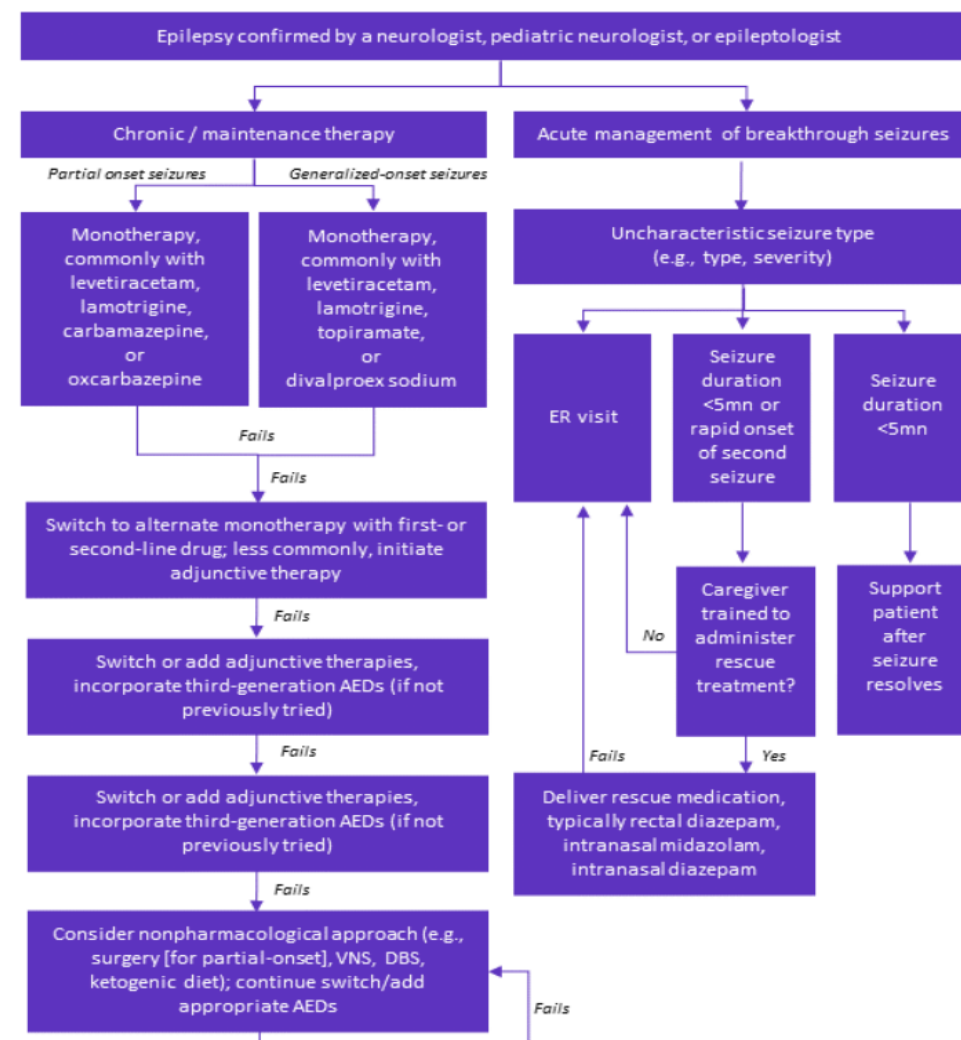 Epilepsy confirmed by a neurologist, pediatric neurologist, or epileptologist
Chronic / maintenance therapy
Acute management of breakthrough seizures
Partial onset seizures
Generalized-onset seizures
Monotherapy,
commonly with
levetiracetam,
lamotrigine,
carbamazepine,
or
oxcarbazepine
Monotherapy,
commonly with
levetiracetam,
lamotrigine,
topiramate,
or
divalproex sodium
Fails
Fails
Switch to alternate monotherapy with first- or
second-line drug; less commonly, initiate
adjunctive therapy
Fails
Switch or add adjunctive therapies,
incorporate third-generation AEDs (if not
previously tried)
Fails
Switch or add adjunctive therapies,
incorporate third-generation AEDs (if not
previously tried)
Fails
Consider nonpharmacological approach (e.g.,
surgery [for partial-onset], VNS, DBS,
ketogenic diet); continue switch/add
appropriate AEDs
Fails
Uncharacteristic seizure type
(e.g., type, severity)
ER visit
Seizure
duration
<5mn or
rapid onset
of second
seizure
Seizure
duration
<5mn
Caregiver
trained to
administer
rescue
treatment?
Support
patient
after
seizure
resolves
No
Yes
Fails
Deliver rescue medication,
typically rectal diazepam,
intranasal midazolam,
intranasal diazepam